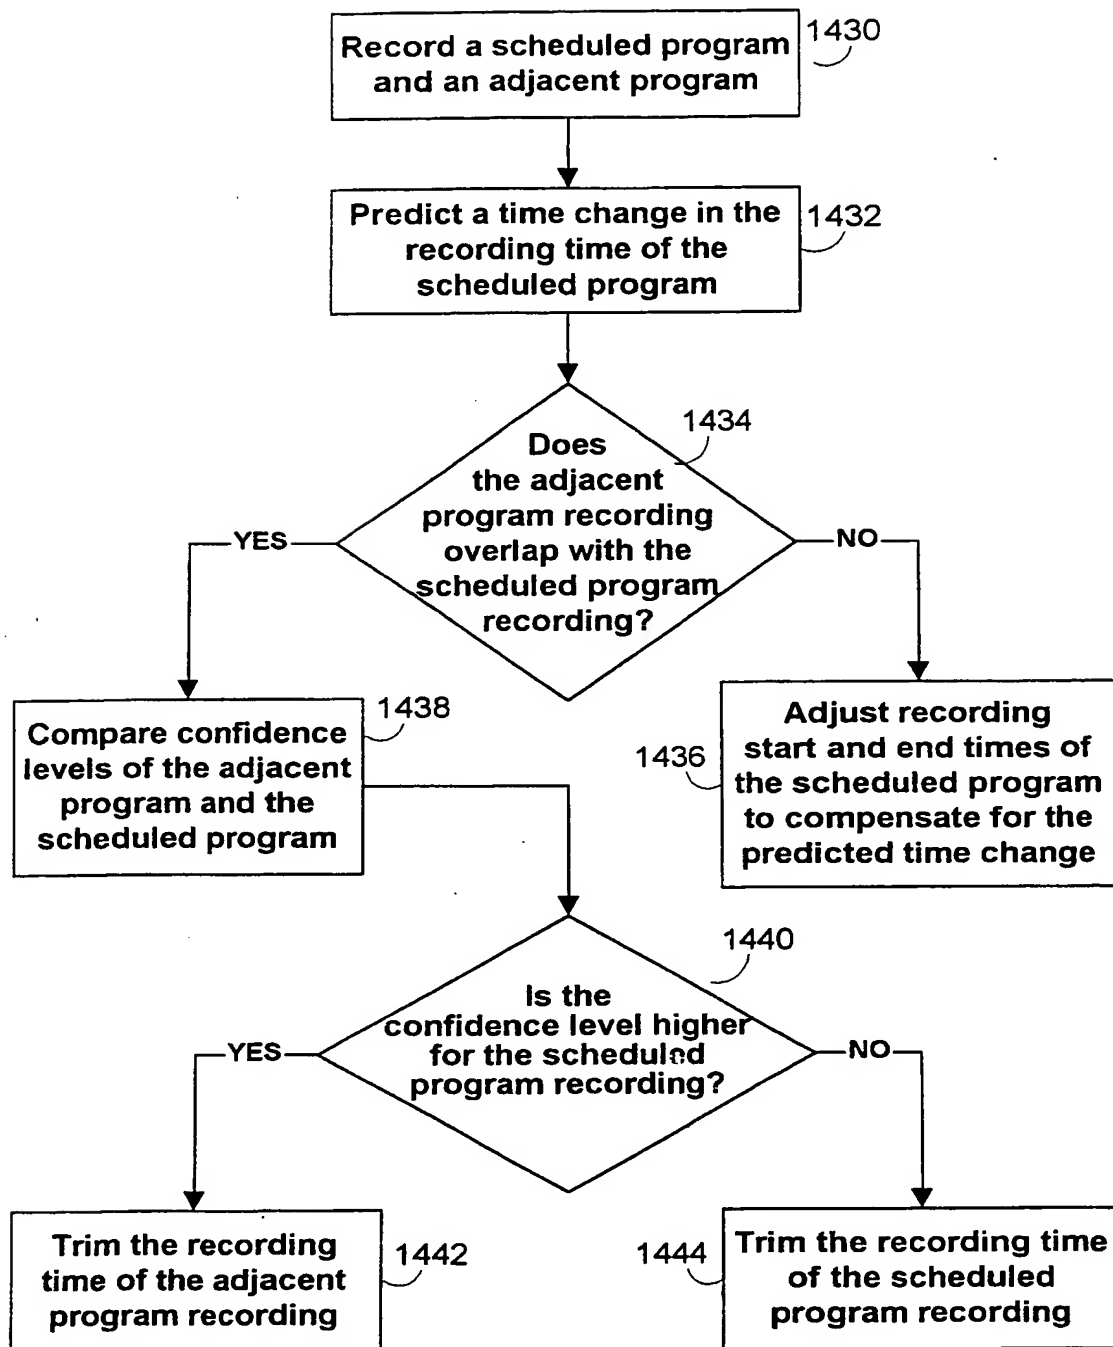 Record a scheduled program
and an adjacent program
1430
Predict a time change in the
recording time of the
scheduled program
1432
Does
the adjacent
program recording
overlap with the
scheduled program
recording?
1434
YES
NO
Compare confidence
levels of the adjacent
program and the
scheduled program
1438
1436
Adjust recording
start and end times of
the scheduled program
to compensate for the
predicted time change
Is the
confidence level higher
for the scheduled
program recording?
1440
YES
NO
Trim the recording
time of the adjacent
program recording
1442
1444
Trim the recording time
of the scheduled
program recording